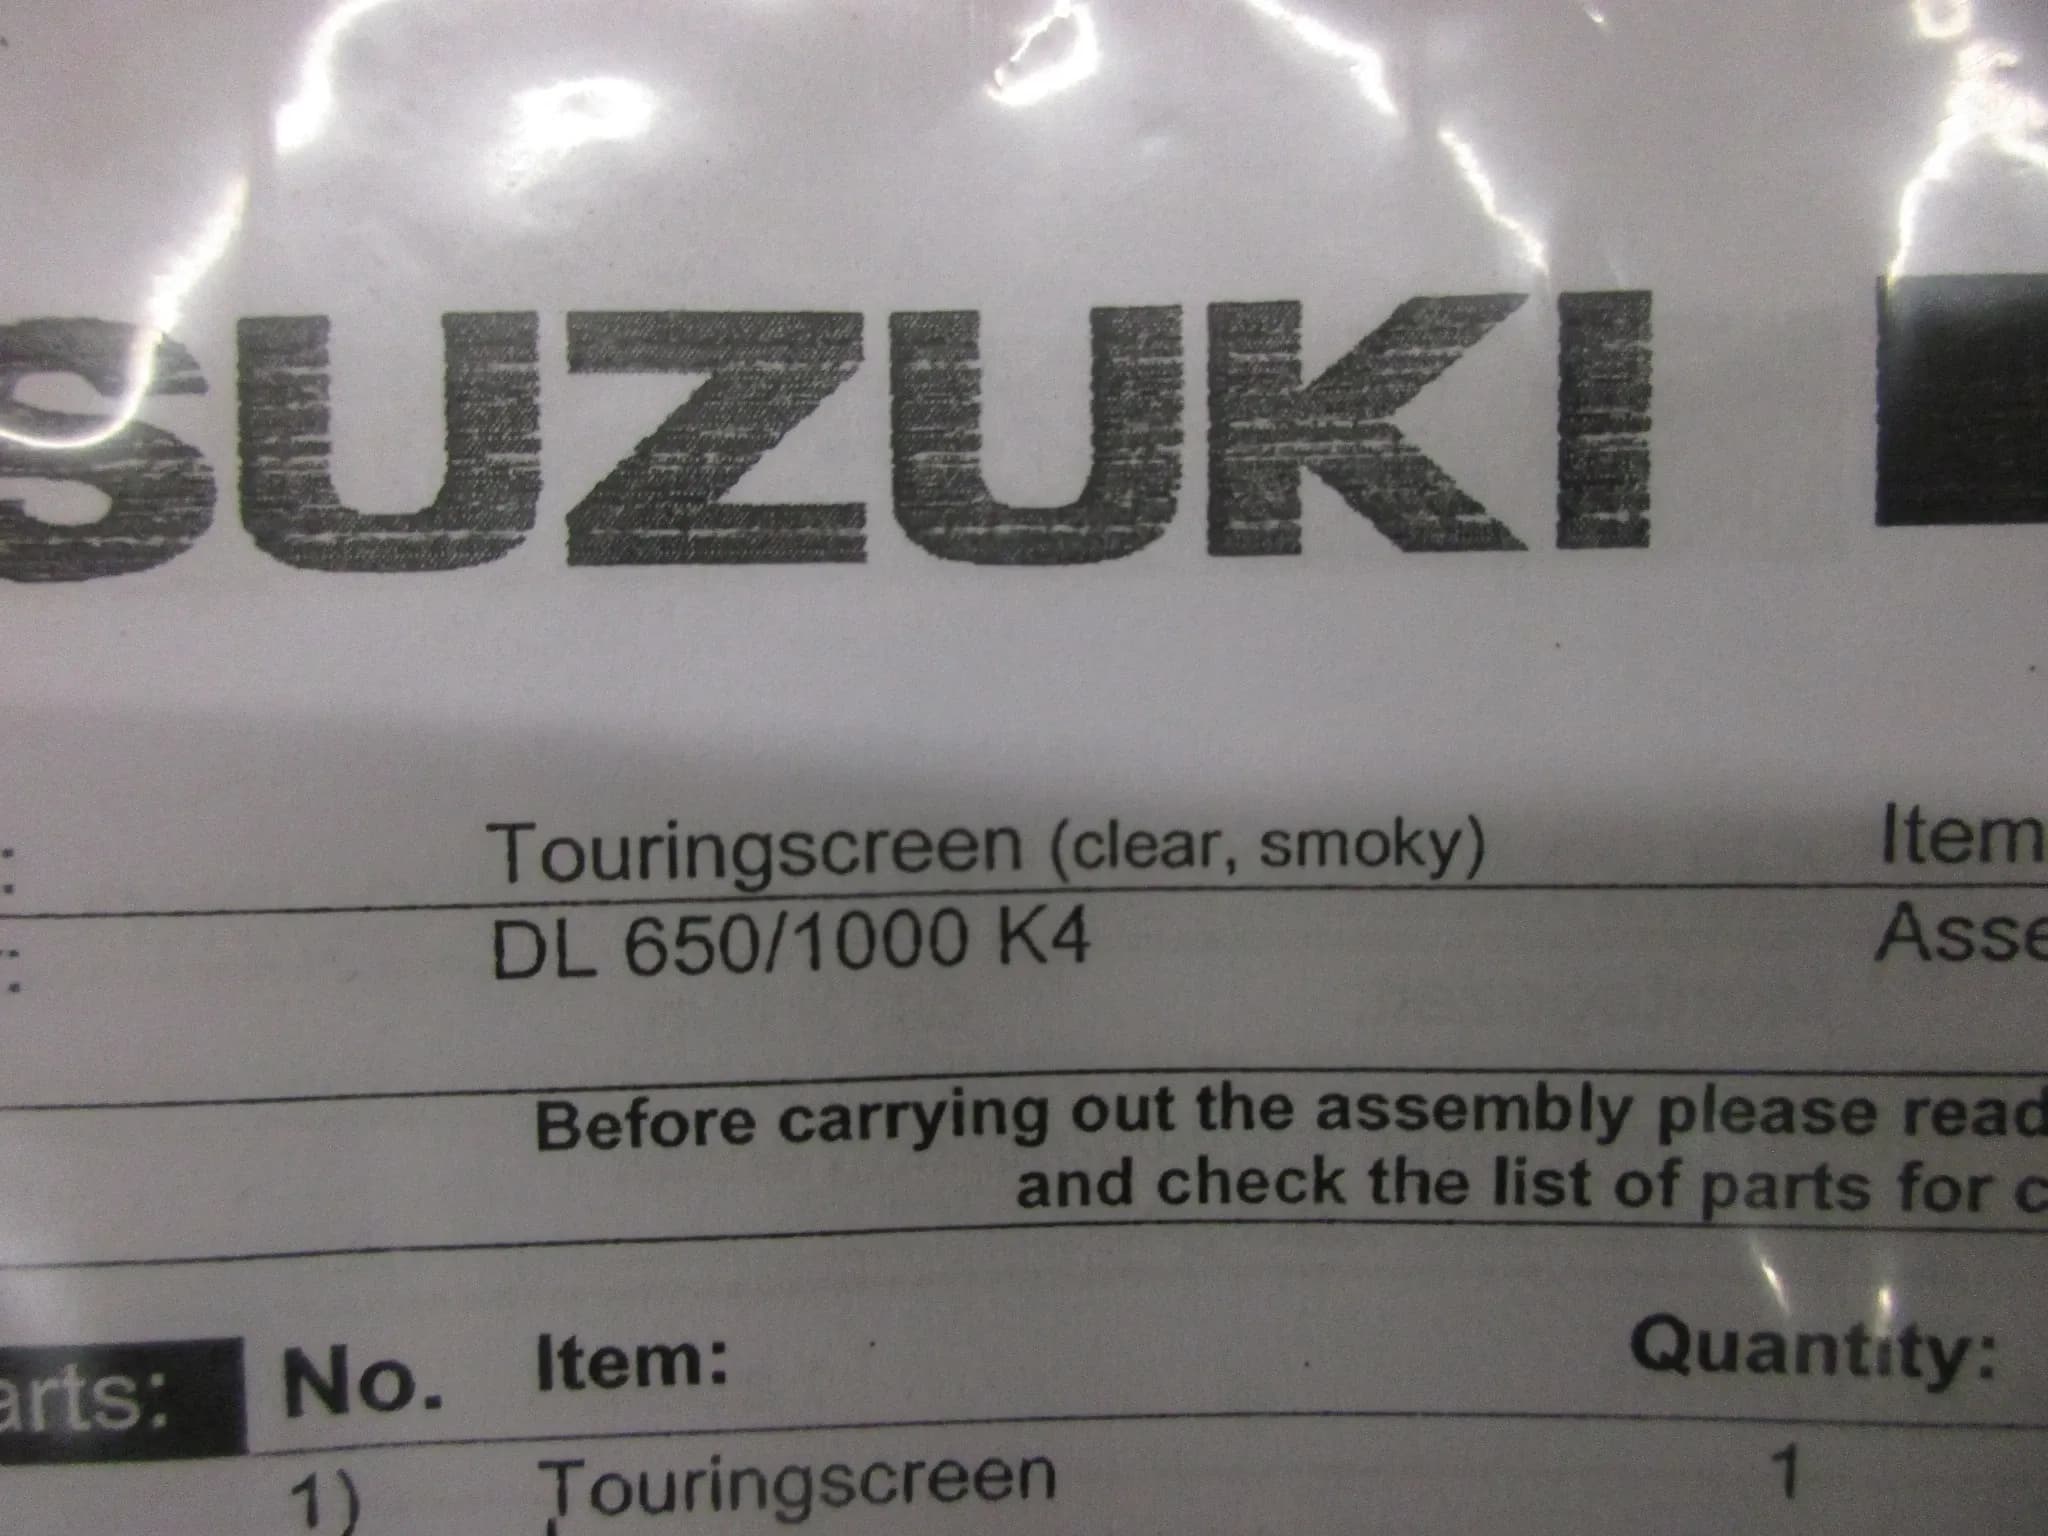 SUZUKI
: Touringscreen (clear, smoky) Item
: DL 650/1000 K4 Asse
Before carrying out the assembly please read
and check the list of parts for c
arts: No. Item: Quantity:
1) Touringscreen 1